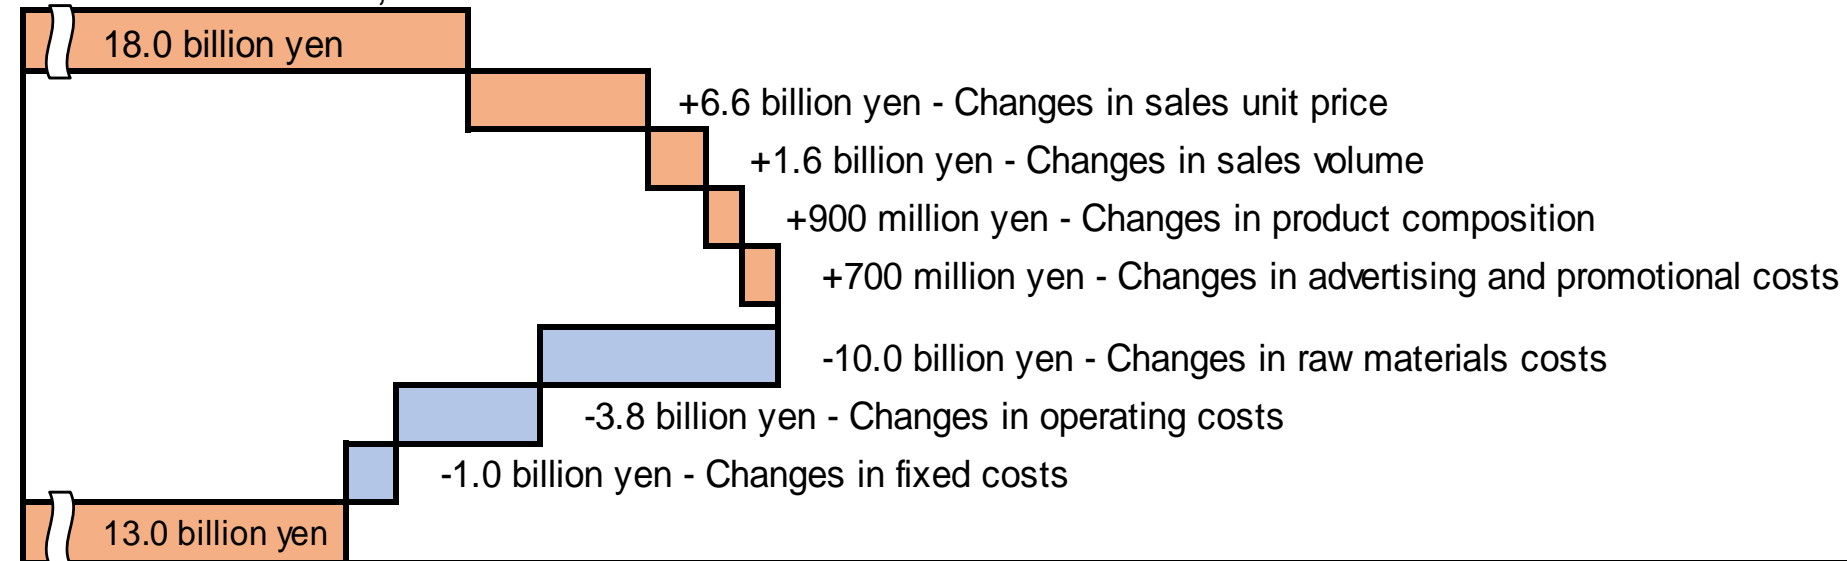 18.0 billion yen
+6.6 billion yen - Changes in sales unit price
+1.6 billion yen - Changes in sales volume
+900 million yen - Changes in product composition
+700 million yen - Changes in advertising and promotional costs
-10.0 billion yen - Changes in raw materials costs
-3.8 billion yen - Changes in operating costs
-1.0 billion yen - Changes in fixed costs
13.0 billion yen